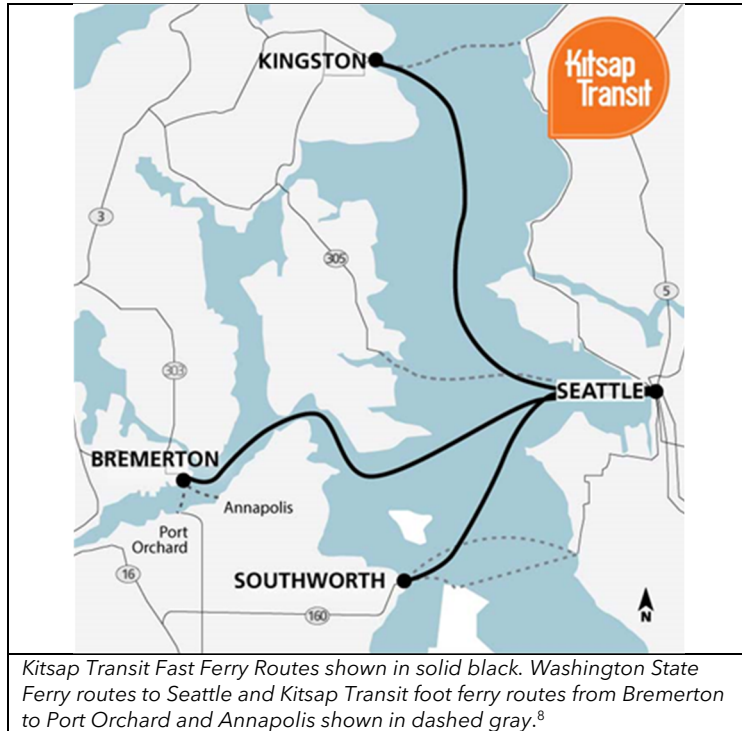 KINGSTON
Kitsap
Transit
3
305
5
303
SEATTLE
BREMERTON
Annapolis
Port
Orchard
16
SOUTHWORTH
160
N
Kitsap Transit Fast Ferry Routes shown in solid black. Washington State
Ferry routes to Seattle and Kitsap Transit foot ferry routes from Bremerton
to Port Orchard and Annapolis shown in dashed gray.8